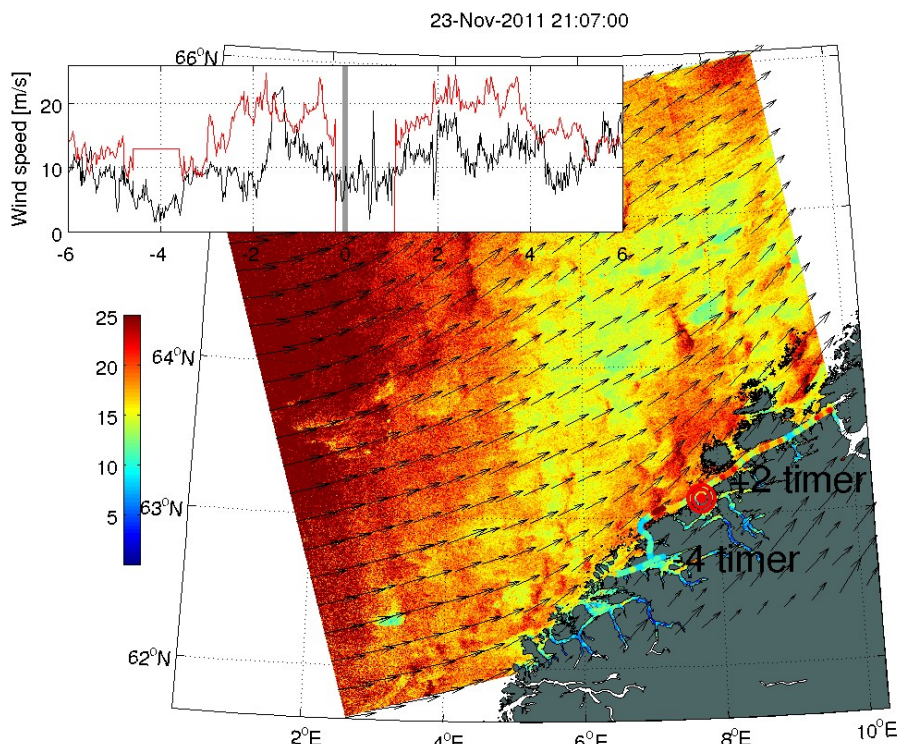 23-Nov-2011 21:07:00
66°N
Wind speed [m/s]
20
10
0
-6
-4
-2
0
2
4
6
25
20
15
10
5
64°N
63°N
62°N
+2 timer
-4 timer
2°E
4°E
6°E
8°E
10°E